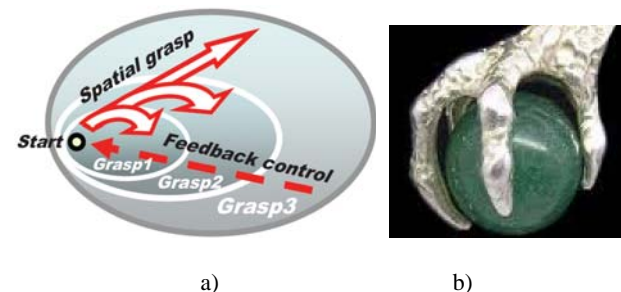 Spatial grasp
Start
Feedback control
Grasp1
Grasp2
Grasp3
a) b)